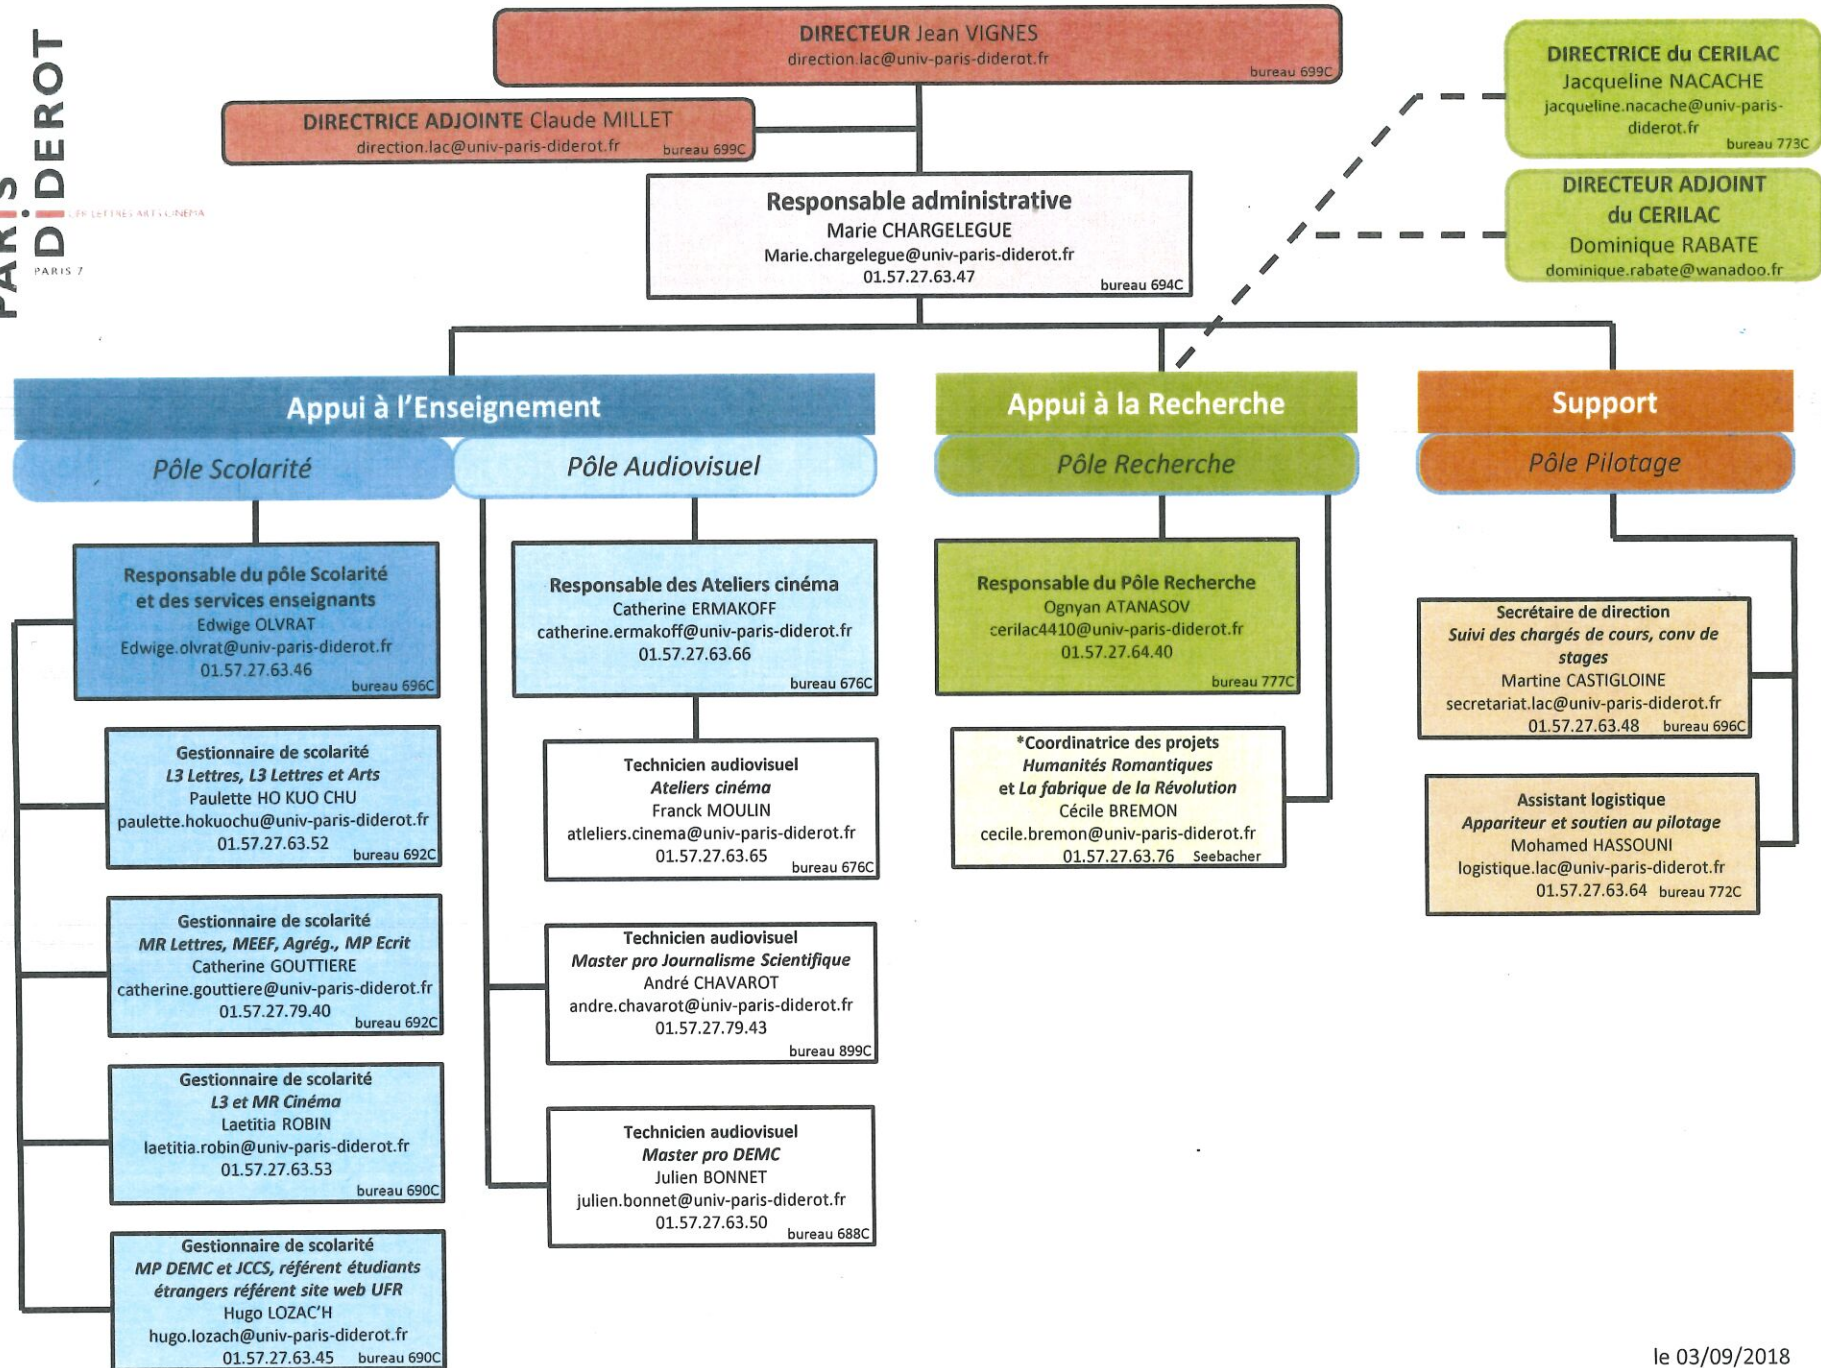 PARIS
DIDEROT
UFR LETTRES ARTS CINÉMA
PARIS 7
DIRECTEUR Jean VIGNES
direction.lac@univ-paris-diderot.fr
bureau 699C
DIRECTRICE ADJOINTE Claude MILLET
direction.lac@univ-paris-diderot.fr bureau 699C
DIRECTRICE du CERILAC
Jacqueline NACACHE
jacqueline.nacache@univ-paris-
diderot.fr
bureau 773C
DIRECTEUR ADJOINT
du CERILAC
Dominique RABATE
dominique.rabate@wanadoo.fr
Responsable administrative
Marie CHARGELEGUE
Marie.chargelegue@univ-paris-diderot.fr
01.57.27.63.47
bureau 694C
Appui à l'Enseignement
Pôle Scolarité
Responsable du pôle Scolarité
et des services enseignants
Edwige OLVRAT
Edwige.olvrat@univ-paris-diderot.fr
01.57.27.63.46
bureau 696C
Gestionnaire de scolarité
L3 Lettres, L3 Lettres et Arts
Paulette HO KUO CHU
paulette.hokuochu@univ-paris-diderot.fr
01.57.27.63.52
bureau 692C
Gestionnaire de scolarité
MR Lettres, MEEF, Agrég., MP Ecrit
Catherine GOUTTIERE
catherine.gouttiere@univ-paris-diderot.fr
01.57.27.79.40
bureau 692C
Gestionnaire de scolarité
L3 et MR Cinéma
Laetitia ROBIN
laetitia.robin@univ-paris-diderot.fr
01.57.27.63.53
bureau 690C
Gestionnaire de scolarité
MP DEMC et JCCS, référent étudiants
étrangers référent site web UFR
Hugo LOZAC'H
hugo.lozach@univ-paris-diderot.fr
01.57.27.63.45 bureau 690C
Pôle Audiovisuel
Responsable des Ateliers cinéma
Catherine ERMAKOFF
catherine.ermakoff@univ-paris-diderot.fr
01.57.27.63.66
bureau 676C
Technicien audiovisuel
Ateliers cinéma
Franck MOULIN
atleliers.cinema@univ-paris-diderot.fr
01.57.27.63.65
bureau 676C
Technicien audiovisuel
Master pro Journalisme Scientifique
André CHAVAROT
andre.chavarot@univ-paris-diderot.fr
01.57.27.79.43
bureau 899C
Technicien audiovisuel
Master pro DEMC
Julien BONNET
julien.bonnet@univ-paris-diderot.fr
01.57.27.63.50
bureau 688C
Appui à la Recherche
Pôle Recherche
Responsable du Pôle Recherche
Ognyan ATANASOV
cerilac4410@univ-paris-diderot.fr
01.57.27.64.40
bureau 777C
*Coordinatrice des projets
Humanités Romantiques
et La fabrique de la Révolution
Cécile BREMON
cecile.bremon@univ-paris-diderot.fr
01.57.27.63.76 Seebacher
Support
Pôle Pilotage
Secrétaire de direction
Suivi des chargés de cours, conv de
stages
Martine CASTIGLOINE
secretariat.lac@univ-paris-diderot.fr
01.57.27.63.48 bureau 696C
Assistant logistique
Appariteur et soutien au pilotage
Mohamed HASSOUNI
logistique.lac@univ-paris-diderot.fr
01.57.27.63.64 bureau 772C
le 03/09/2018